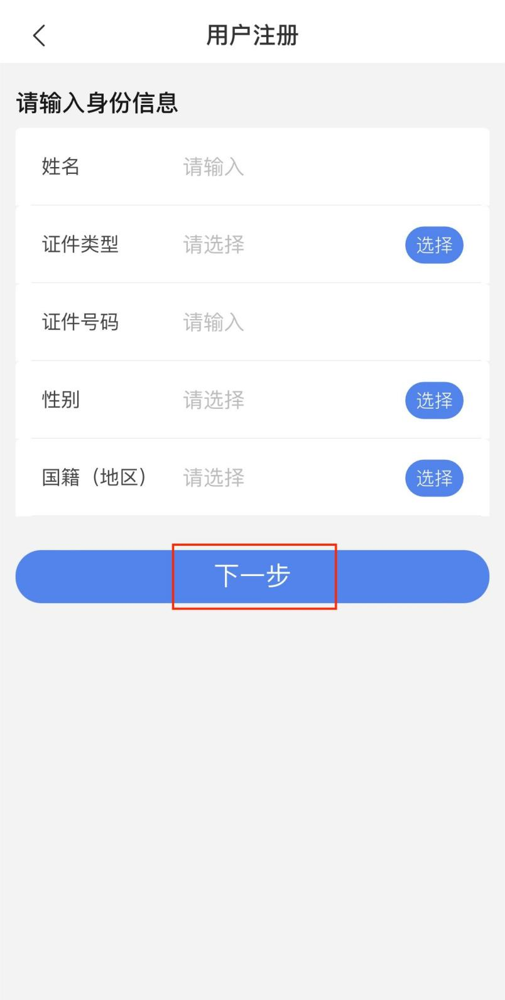 用户注册
请输入身份信息
姓名 请输入
证件类型 请选择 选择
证件号码 请输入
性别 请选择 选择
国籍（地区） 请选择 选择
下一步